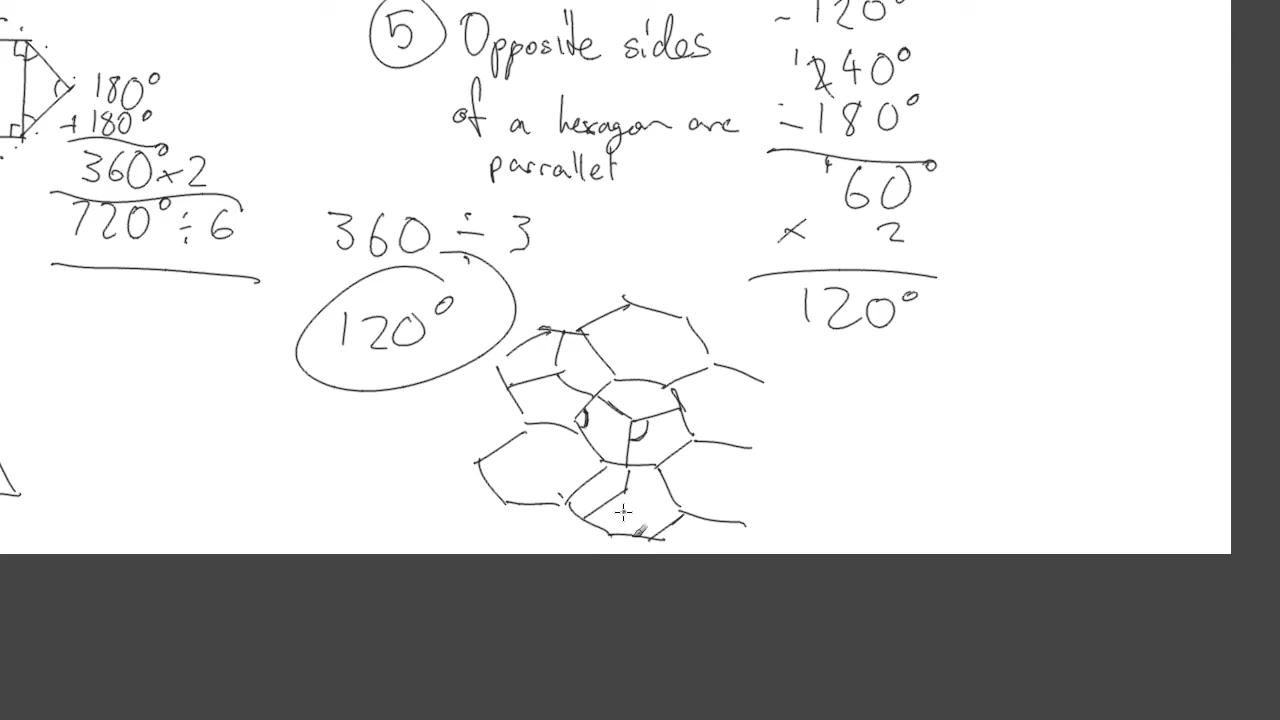 180°
+ 180°
360° × 2
720° ÷ 6
5 Opposite sides
of a hexagon are
parrallel
360 ÷ 3
120°
- 120°
240°
- 180°
60°
× 2
120°